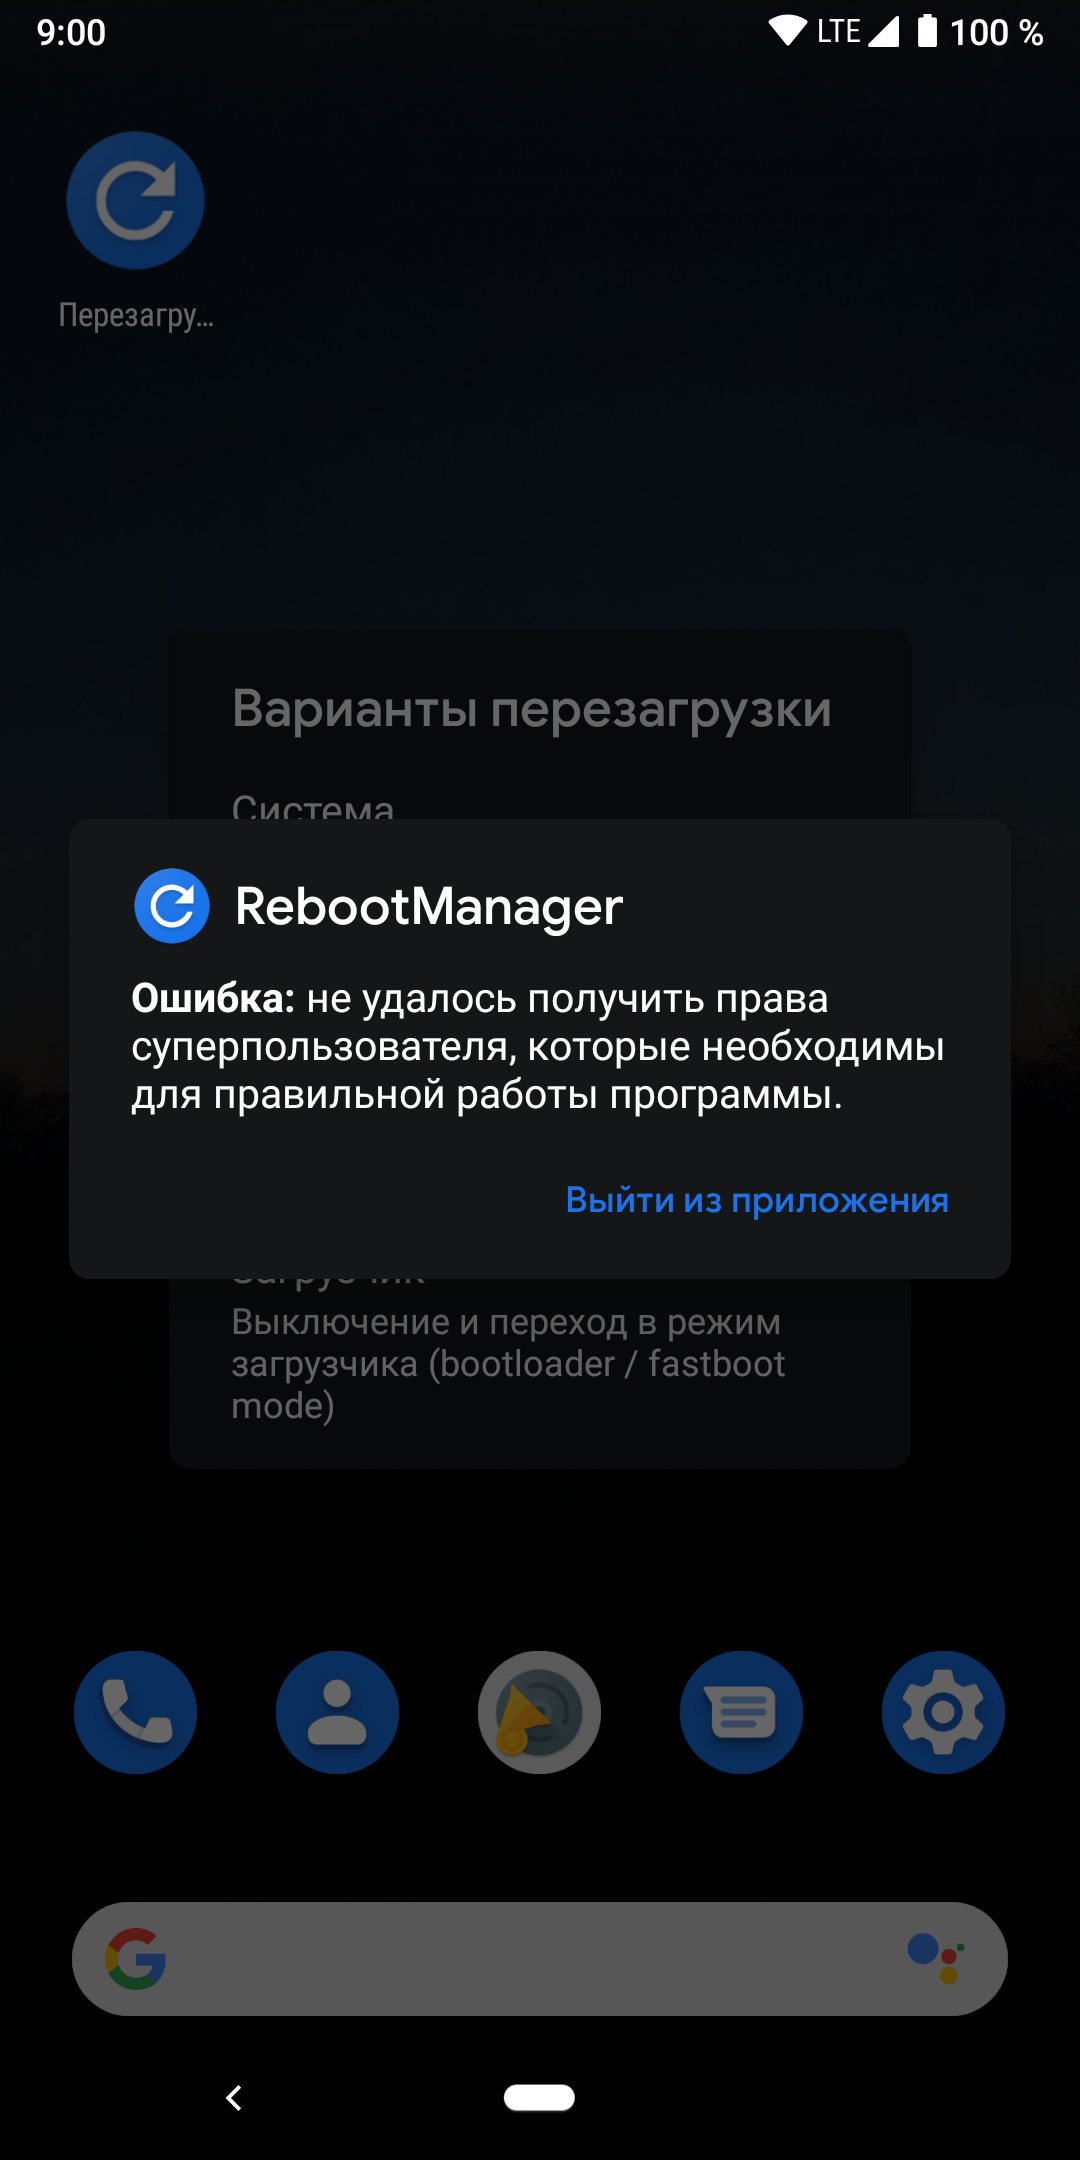 9:00
LTE
100 %
Перезагру...
Варианты перезагрузки
Система
RebootManager
Ошибка: не удалось получить права
суперпользователя, которые необходимы
для правильной работы программы.
Выйти из приложения
Загрузчик
Выключение и переход в режим
загрузчика (bootloader / fastboot
mode)